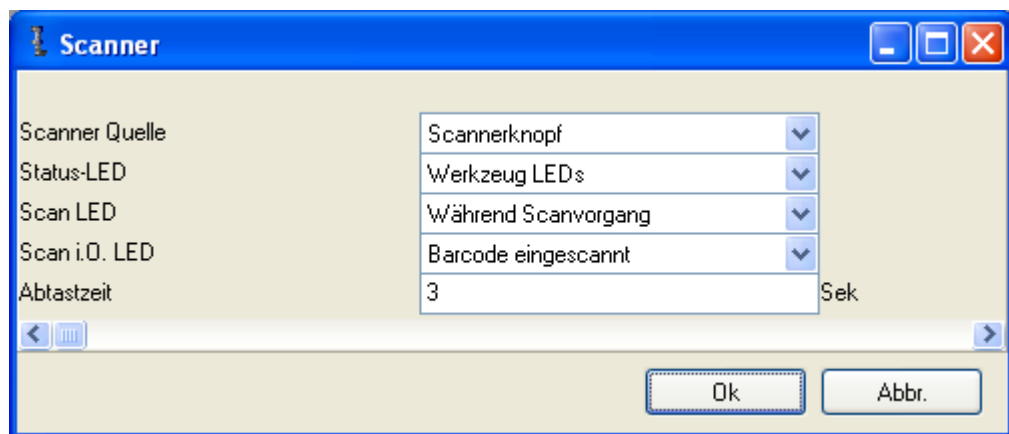 Scanner
Scanner Quelle Scannerknopf
Status-LED Werkzeug LEDs
Scan LED Während Scanvorgang
Scan i.O. LED Barcode eingescannt
Abtastzeit 3 Sek
Ok Abbr.